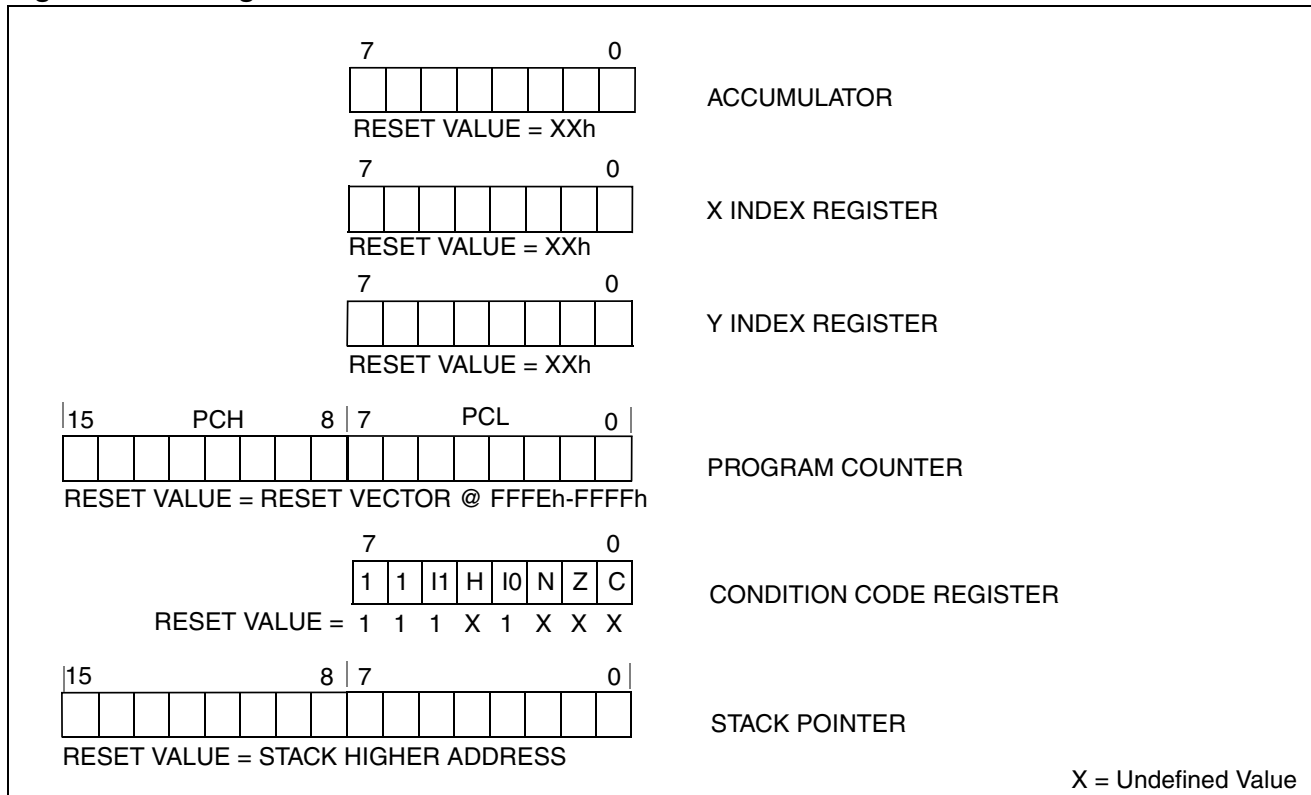 7 0
ACCUMULATOR
RESET VALUE = XXh
7 0
X INDEX REGISTER
RESET VALUE = XXh
7 0
Y INDEX REGISTER
RESET VALUE = XXh
15 PCH 8 7 PCL 0
PROGRAM COUNTER
RESET VALUE = RESET VECTOR @ FFFEh-FFFFh
7 0
1 1 I1 H I0 N Z C
CONDITION CODE REGISTER
RESET VALUE = 1 1 1 X 1 X X X
15 8 7 0
STACK POINTER
RESET VALUE = STACK HIGHER ADDRESS
X = Undefined Value